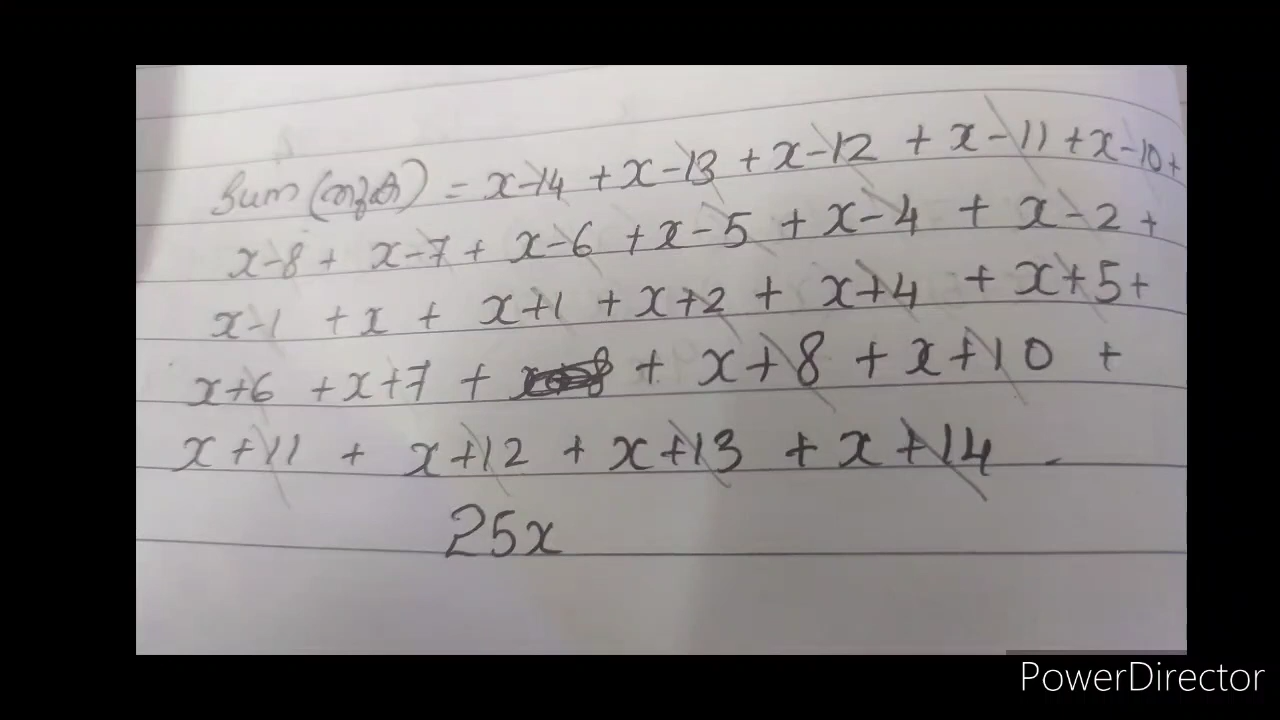 Sum (തുക) = x-14 + x-13 + x-12 + x-11 + x-10 +
x-8 + x-7 + x-6 + x-5 + x-4 + x-2 +
x-1 + x + x+1 + x+2 + x+4 + x+5 +
x+6 + x+7 + + x+8 + x+10 +
x+11 + x+12 + x+13 + x+14
25x
PowerDirector